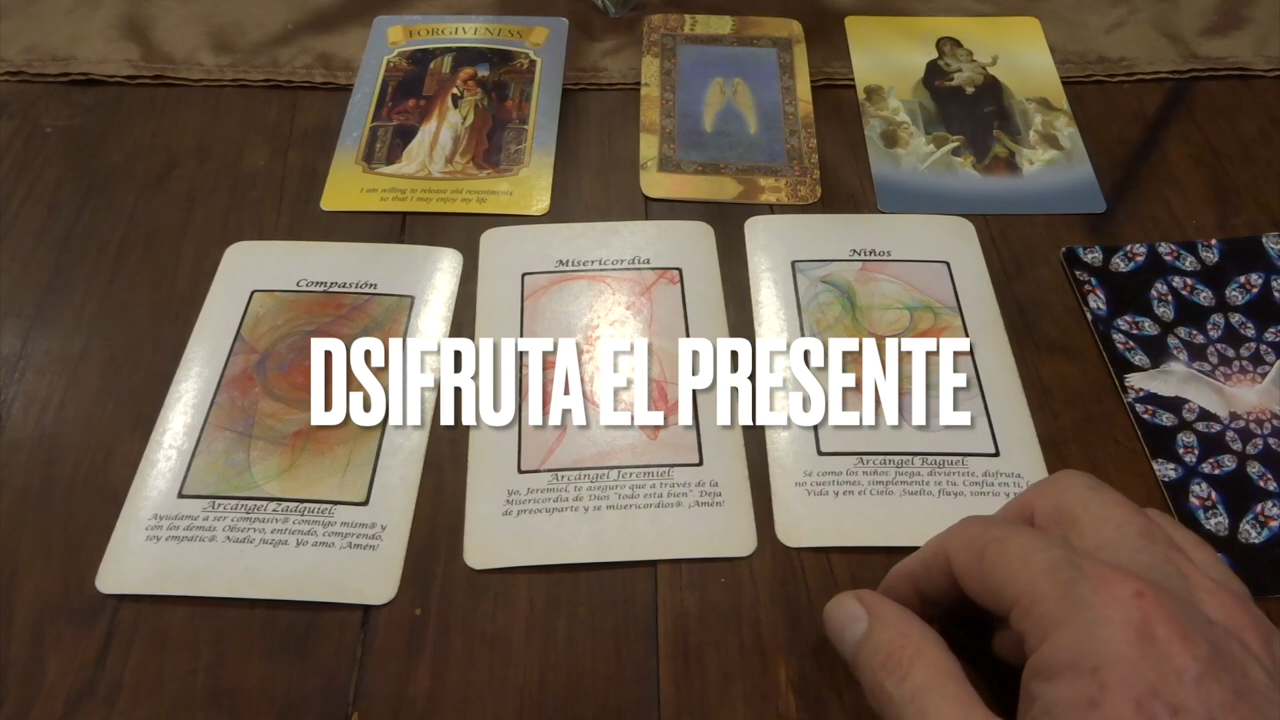 FORGIVENESS
I am willing to release old resentments
so that I may enjoy my life
Compasión
Arcángel Zadquiel:
Ayúdame a ser compasiv@ conmigo mism@ y
con los demás. Observo, entiendo, comprendo,
soy empátic@. Nadie juzga. Yo amo. ¡Amén!
Misericordia
Arcángel Jeremiel:
Yo, Jeremiel, te aseguro que a través de la
Misericordia de Dios "todo está bien". Deja
de preocuparte y se misericordios@. ¡Amén!
Niños
Arcángel Raguel:
Sé como los niños: juega, diviértete, disfruta,
no cuestiones, simplemente se tú. Confía en ti,
Vida y en el Cielo. ¡Suelto, fluyo, sonrío y
DSIFRUTA EL PRESENTE